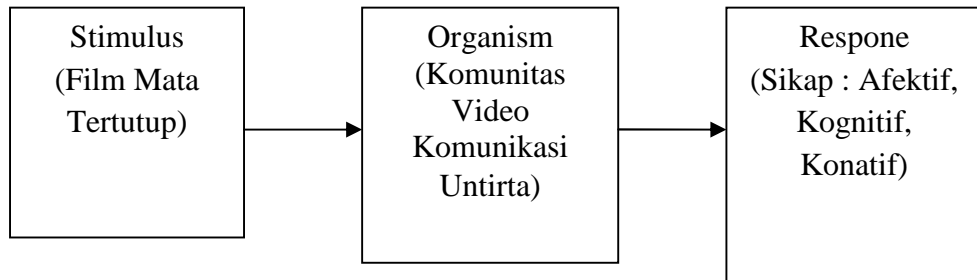 Stimulus
(Film Mata
Tertutup)
Organism
(Komunitas
Video
Komunikasi
Untirta)
Respone
(Sikap : Afektif,
Kognitif,
Konatif)